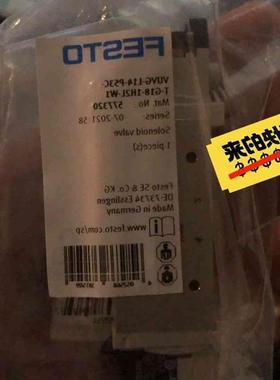 FESTO
VUVG-L14-P53C-
T-G18-1H2L-W1
Mat. No. 577320
Series: 07-2021.58
Solenoid valve
1 piece(s)
Festo SE & Co. KG
DE-73734 Esslingen
Made in Germany
www.festo.com/sp